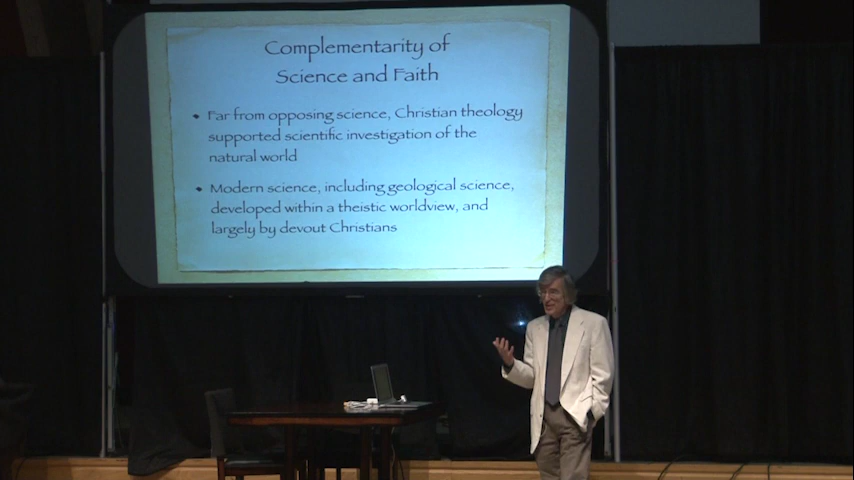 Complementarity of
Science and Faith
• Far from opposing science, Christian theology
supported scientific investigation of the
natural world
• Modern science, including geological science,
developed within a theistic worldview, and
largely by devout Christians